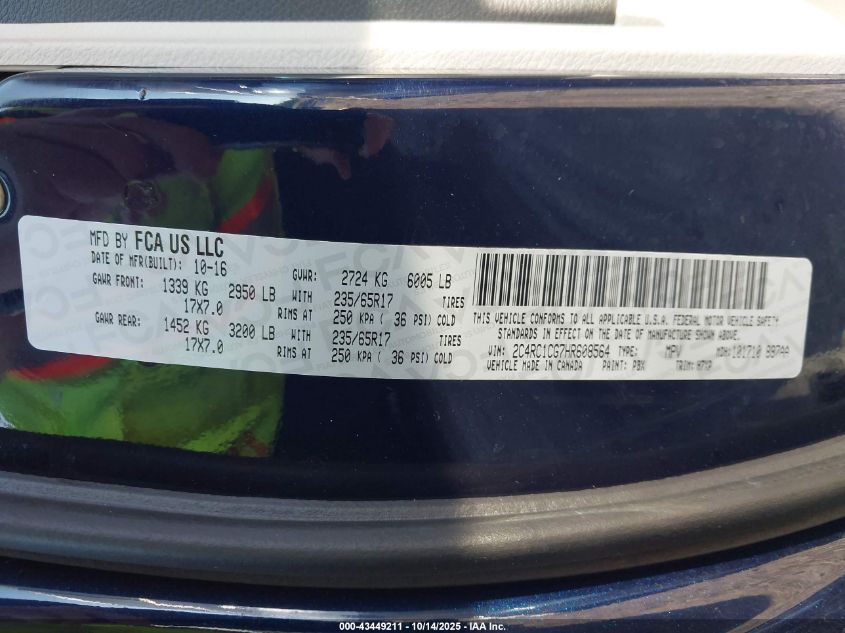 MFD BY FCA US LLC
DATE OF MFR(BUILT): 10-16 GVWR: 2724 KG 6005 LB
GAWR FRONT: 1339 KG 2950 LB WITH 235/65R17 TIRES
17X7.0 RIMS AT 250 KPA ( 36 PSI) COLD
GAWR REAR: 1452 KG 3200 LB WITH 235/65R17 TIRES
17X7.0 RIMS AT 250 KPA ( 36 PSI) COLD
THIS VEHICLE CONFORMS TO ALL APPLICABLE U.S.A. FEDERAL MOTOR VEHICLE SAFETY
STANDARDS IN EFFECT ON THE DATE OF MANUFACTURE SHOWN ABOVE.
VIN: 2C4RC1CG7HR608564 TYPE: MPV MDH: 101710
VEHICLE MADE IN CANADA PAINT: PBX TRIM:
000-43449211 - 10/14/2025 - IAA Inc.